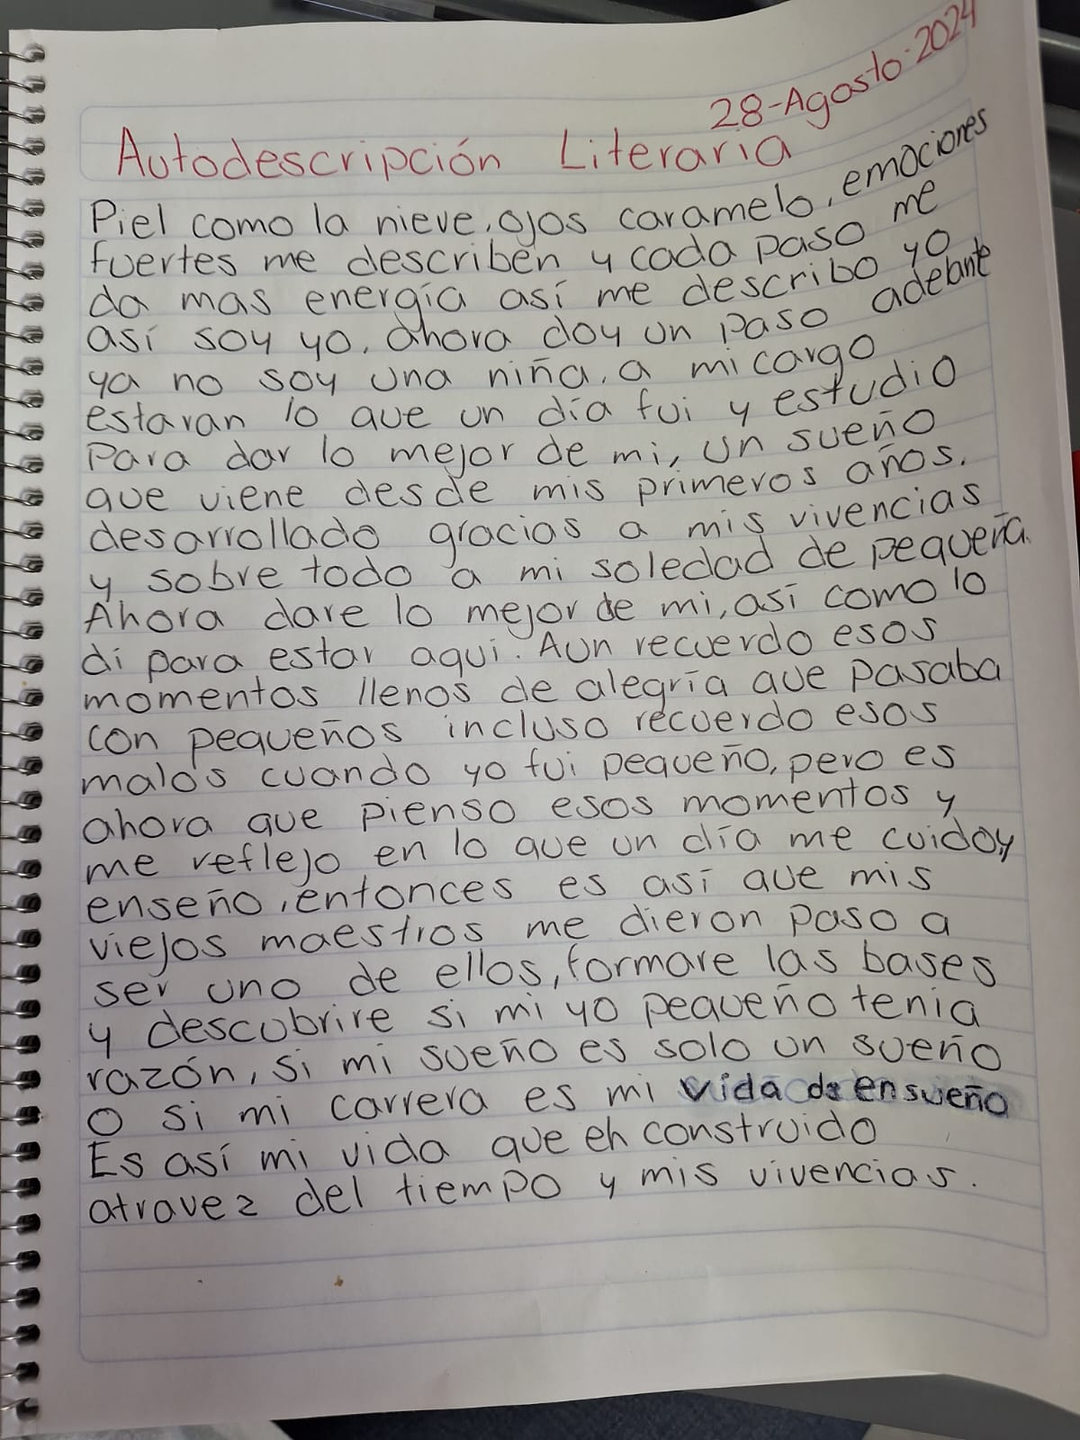 28-Agosto-2024
Autodescripción Literaria
Piel como la nieve, ojos caramelo, emociones
fuertes me describen y cada paso me
da mas energía así me describo yo
así soy yo, ahora doy un paso adelante
ya no soy una niña, a mi cargo
estaran lo que un día fui y estudio
Para dar lo mejor de mi, un sueño
que viene desde mis primeros años,
desarrollado gracias a mis vivencias
y sobre todo a mi soledad de pequeña.
Ahora dare lo mejor de mi, así como lo
di para estar aqui. Aun recuerdo esos
momentos llenos de alegría que pasaba
con pequeños incluso recuerdo esos
malos cuando yo fui pequeño, pero es
ahora que pienso esos momentos y
me reflejo en lo que un día me cuido y
enseño, entonces es así que mis
viejos maestros me dieron paso a
ser uno de ellos, formare las bases
y descubrire si mi yo pequeño tenia
razón, si mi sueño es solo un sueño
O si mi carrera es mi vida de ensueño
Es así mi vida que eh construido
atravez del tiempo y mis vivencias.